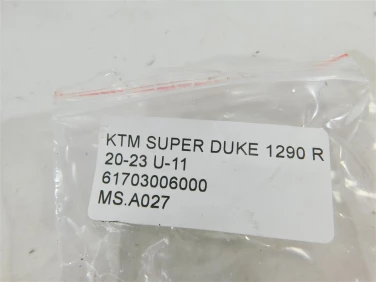 KTM SUPER DUKE 1290 R
20-23 U-11
61703006000
MS.A027